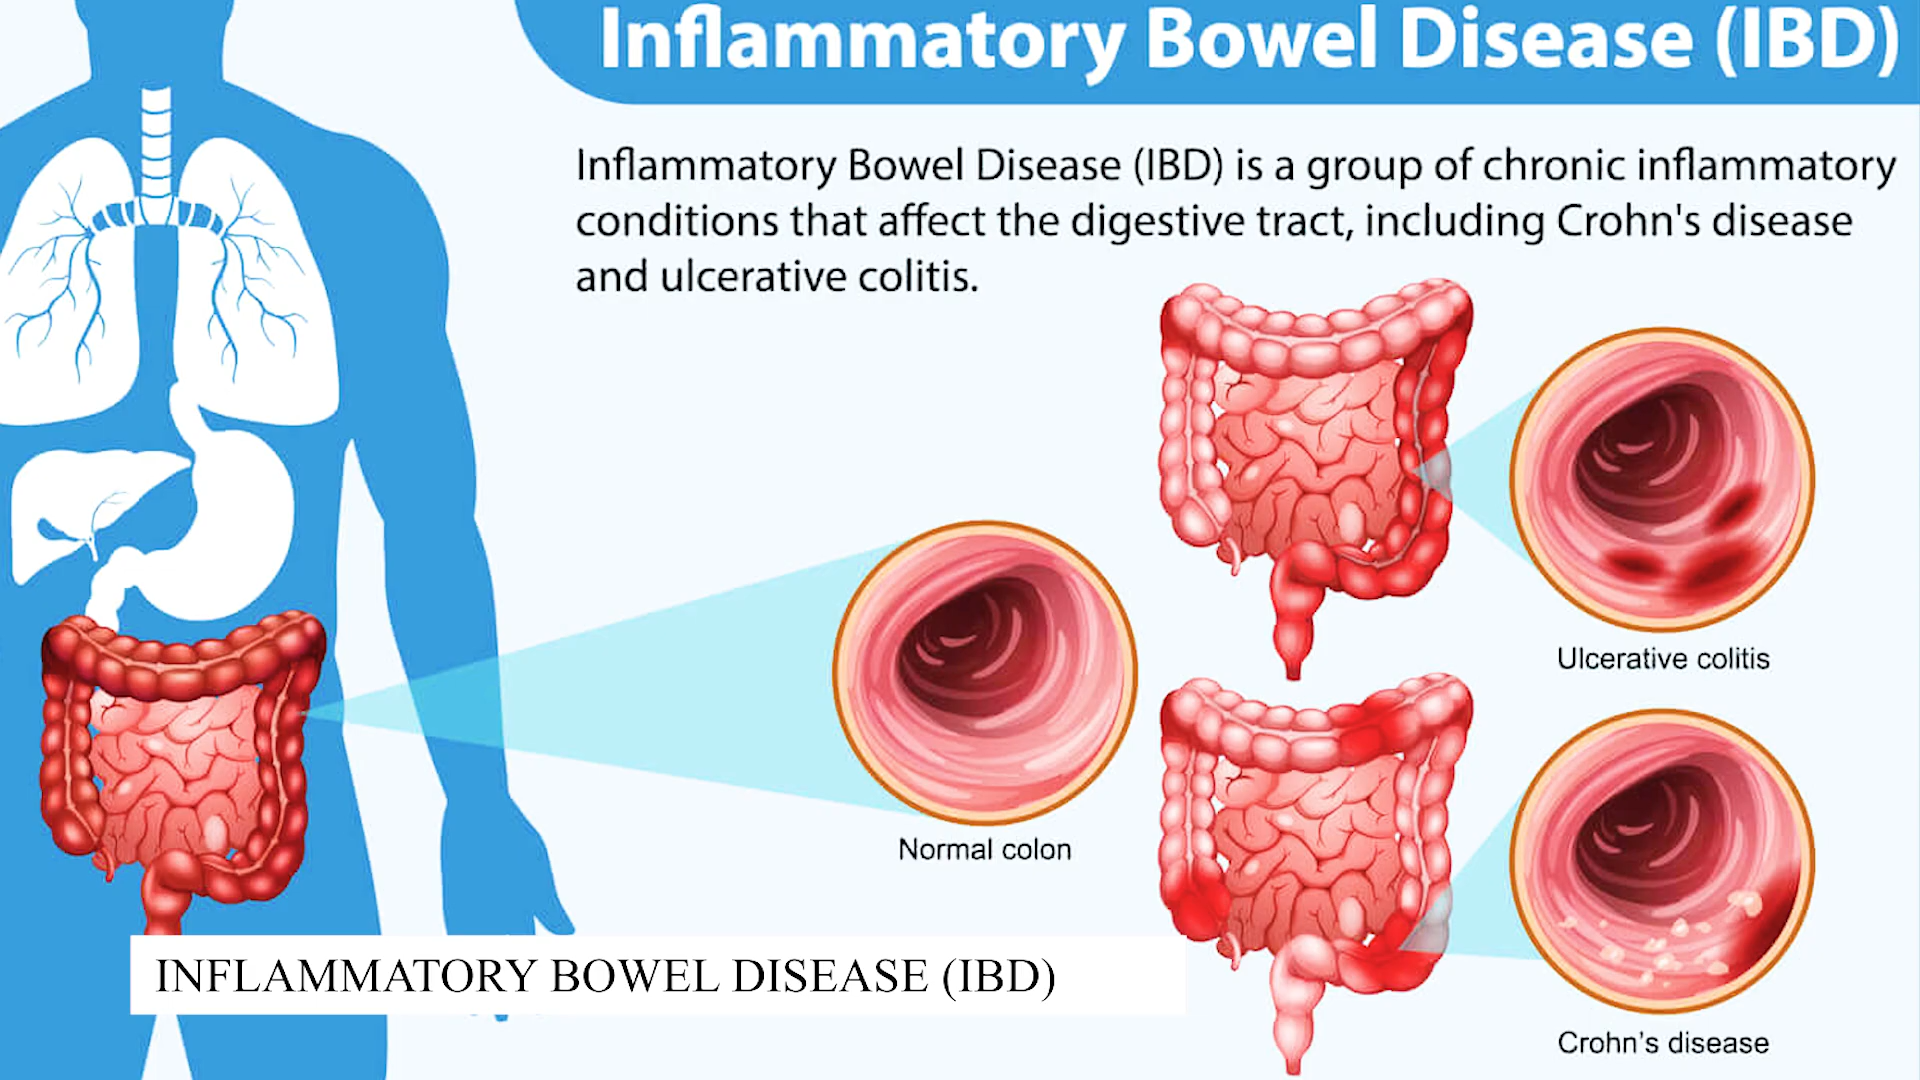 Inflammatory Bowel Disease (IBD)
Inflammatory Bowel Disease (IBD) is a group of chronic inflammatory
conditions that affect the digestive tract, including Crohn's disease
and ulcerative colitis.
Ulcerative colitis
Normal colon
INFLAMMATORY BOWEL DISEASE (IBD)
Crohn’s disease